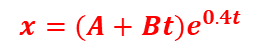 x = (A + Bt)e^{0.4t}